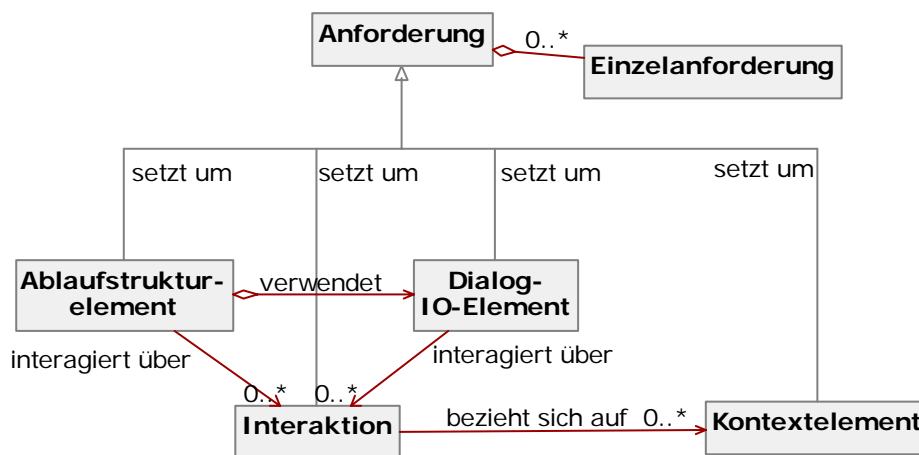 Anforderung
0..*
Einzelanforderung
setzt um
setzt um
setzt um
setzt um
Ablaufstruktur-
element
verwendet
Dialog-
IO-Element
interagiert über
interagiert über
0..*
0..*
Interaktion
bezieht sich auf 0..*
Kontextelement